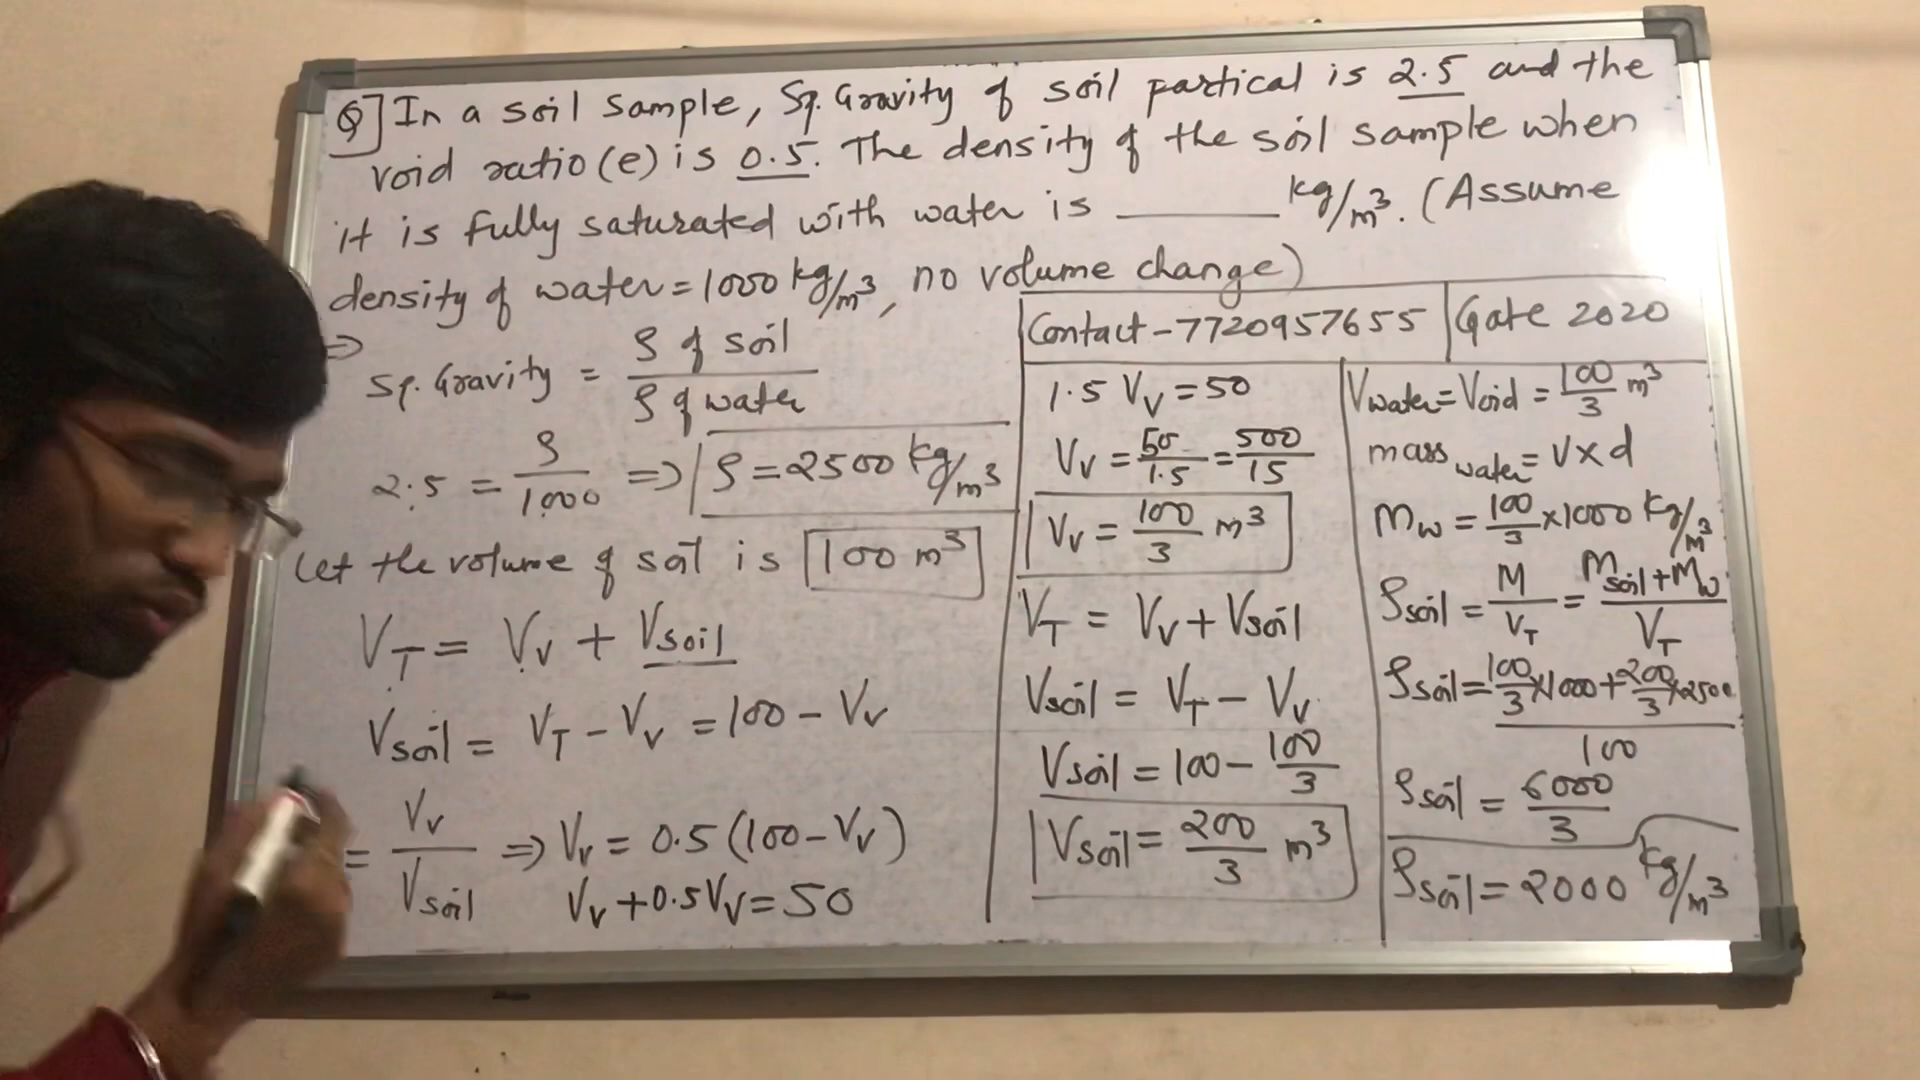 Q] In a soil sample, Sp. Gravity of soil partical is 2.5 and the
void ratio (e) is 0.5. The density of the soil sample when
it is fully saturated with water is ______ kg/m³. (Assume
density of water = 1000 kg/m³, no volume change)
Contact - 7720957655 | Gate 2020
⇒ Sp. Gravity = ρ of soil / ρ of water
2.5 = ρ / 1000 ⇒ ρ = 2500 kg/m³
Let the volume of soil is 100 m³
V_T = V_V + V_soil
V_soil = V_T - V_V = 100 - V_V
= V_V / V_soil ⇒ V_V = 0.5 (100 - V_V)
V_V + 0.5 V_V = 50
1.5 V_V = 50
V_V = 50/1.5 = 500/15
V_V = 100/3 m³
V_T = V_V + V_soil
V_soil = V_T - V_V
V_soil = 100 - 100/3
V_soil = 200/3 m³
V_water = V_oid = 100/3 m³
mass_water = V × d
M_w = 100/3 × 1000 kg/m³
ρ_soil = M / V_T = (M_soil + M_w) / V_T
ρ_soil = (100/3 × 1000 + 200/3 × 2500) / 100
ρ_soil = 6000/3
ρ_soil = 2000 kg/m³